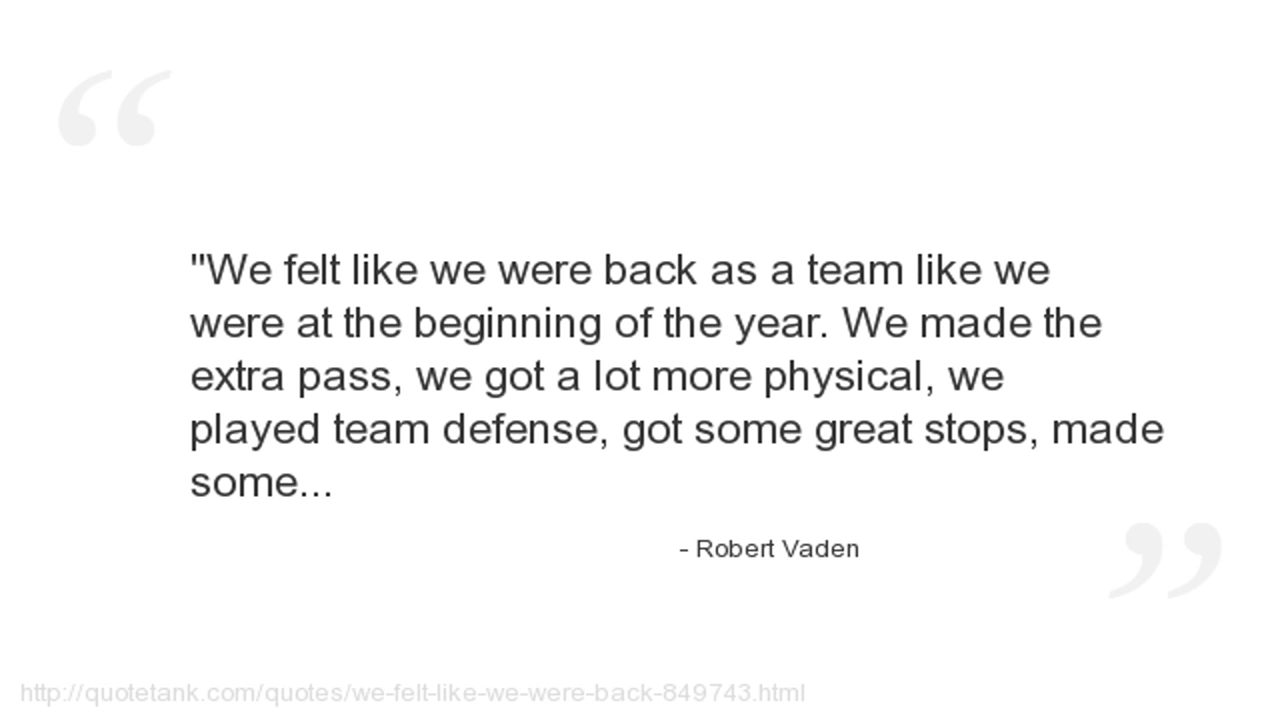 "We felt like we
were back as a team like we
were at the beginning of the year. We made the
extra pass, we got a lot more physical, we
played team defense, got some great stops, made
some...
- Robert Vaden
http://quotetank.com/quotes/we-felt-like-we-were-back-849743.html